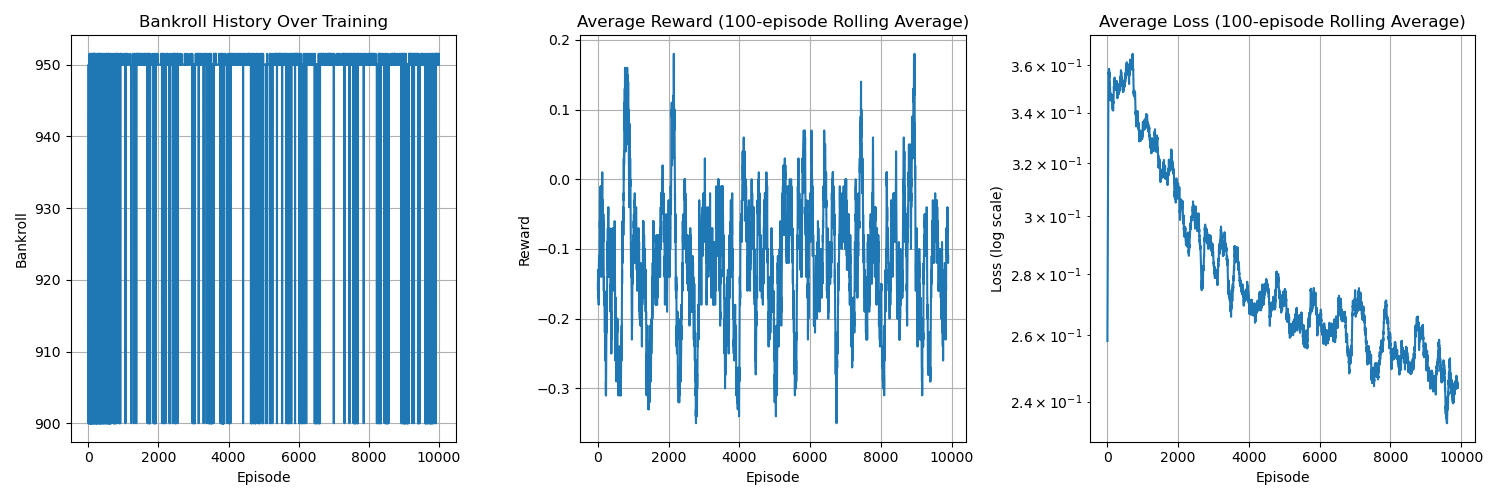 Bankroll History Over Training
Bankroll
950
940
930
920
910
900
0 2000 4000 6000 8000 10000
Episode
Average Reward (100-episode Rolling Average)
Reward
0.2
0.1
0.0
−0.1
−0.2
−0.3
0 2000 4000 6000 8000 10000
Episode
Average Loss (100-episode Rolling Average)
Loss (log scale)
3.6 × 10⁻¹
3.4 × 10⁻¹
3.2 × 10⁻¹
3 × 10⁻¹
2.8 × 10⁻¹
2.6 × 10⁻¹
2.4 × 10⁻¹
0 2000 4000 6000 8000 10000
Episode